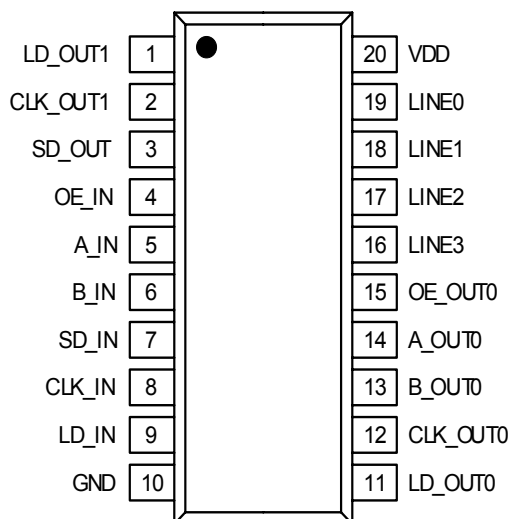 LD_OUT1 1 20 VDD
CLK_OUT1 2 19 LINE0
SD_OUT 3 18 LINE1
OE_IN 4 17 LINE2
A_IN 5 16 LINE3
B_IN 6 15 OE_OUT0
SD_IN 7 14 A_OUT0
CLK_IN 8 13 B_OUT0
LD_IN 9 12 CLK_OUT0
GND 10 11 LD_OUT0